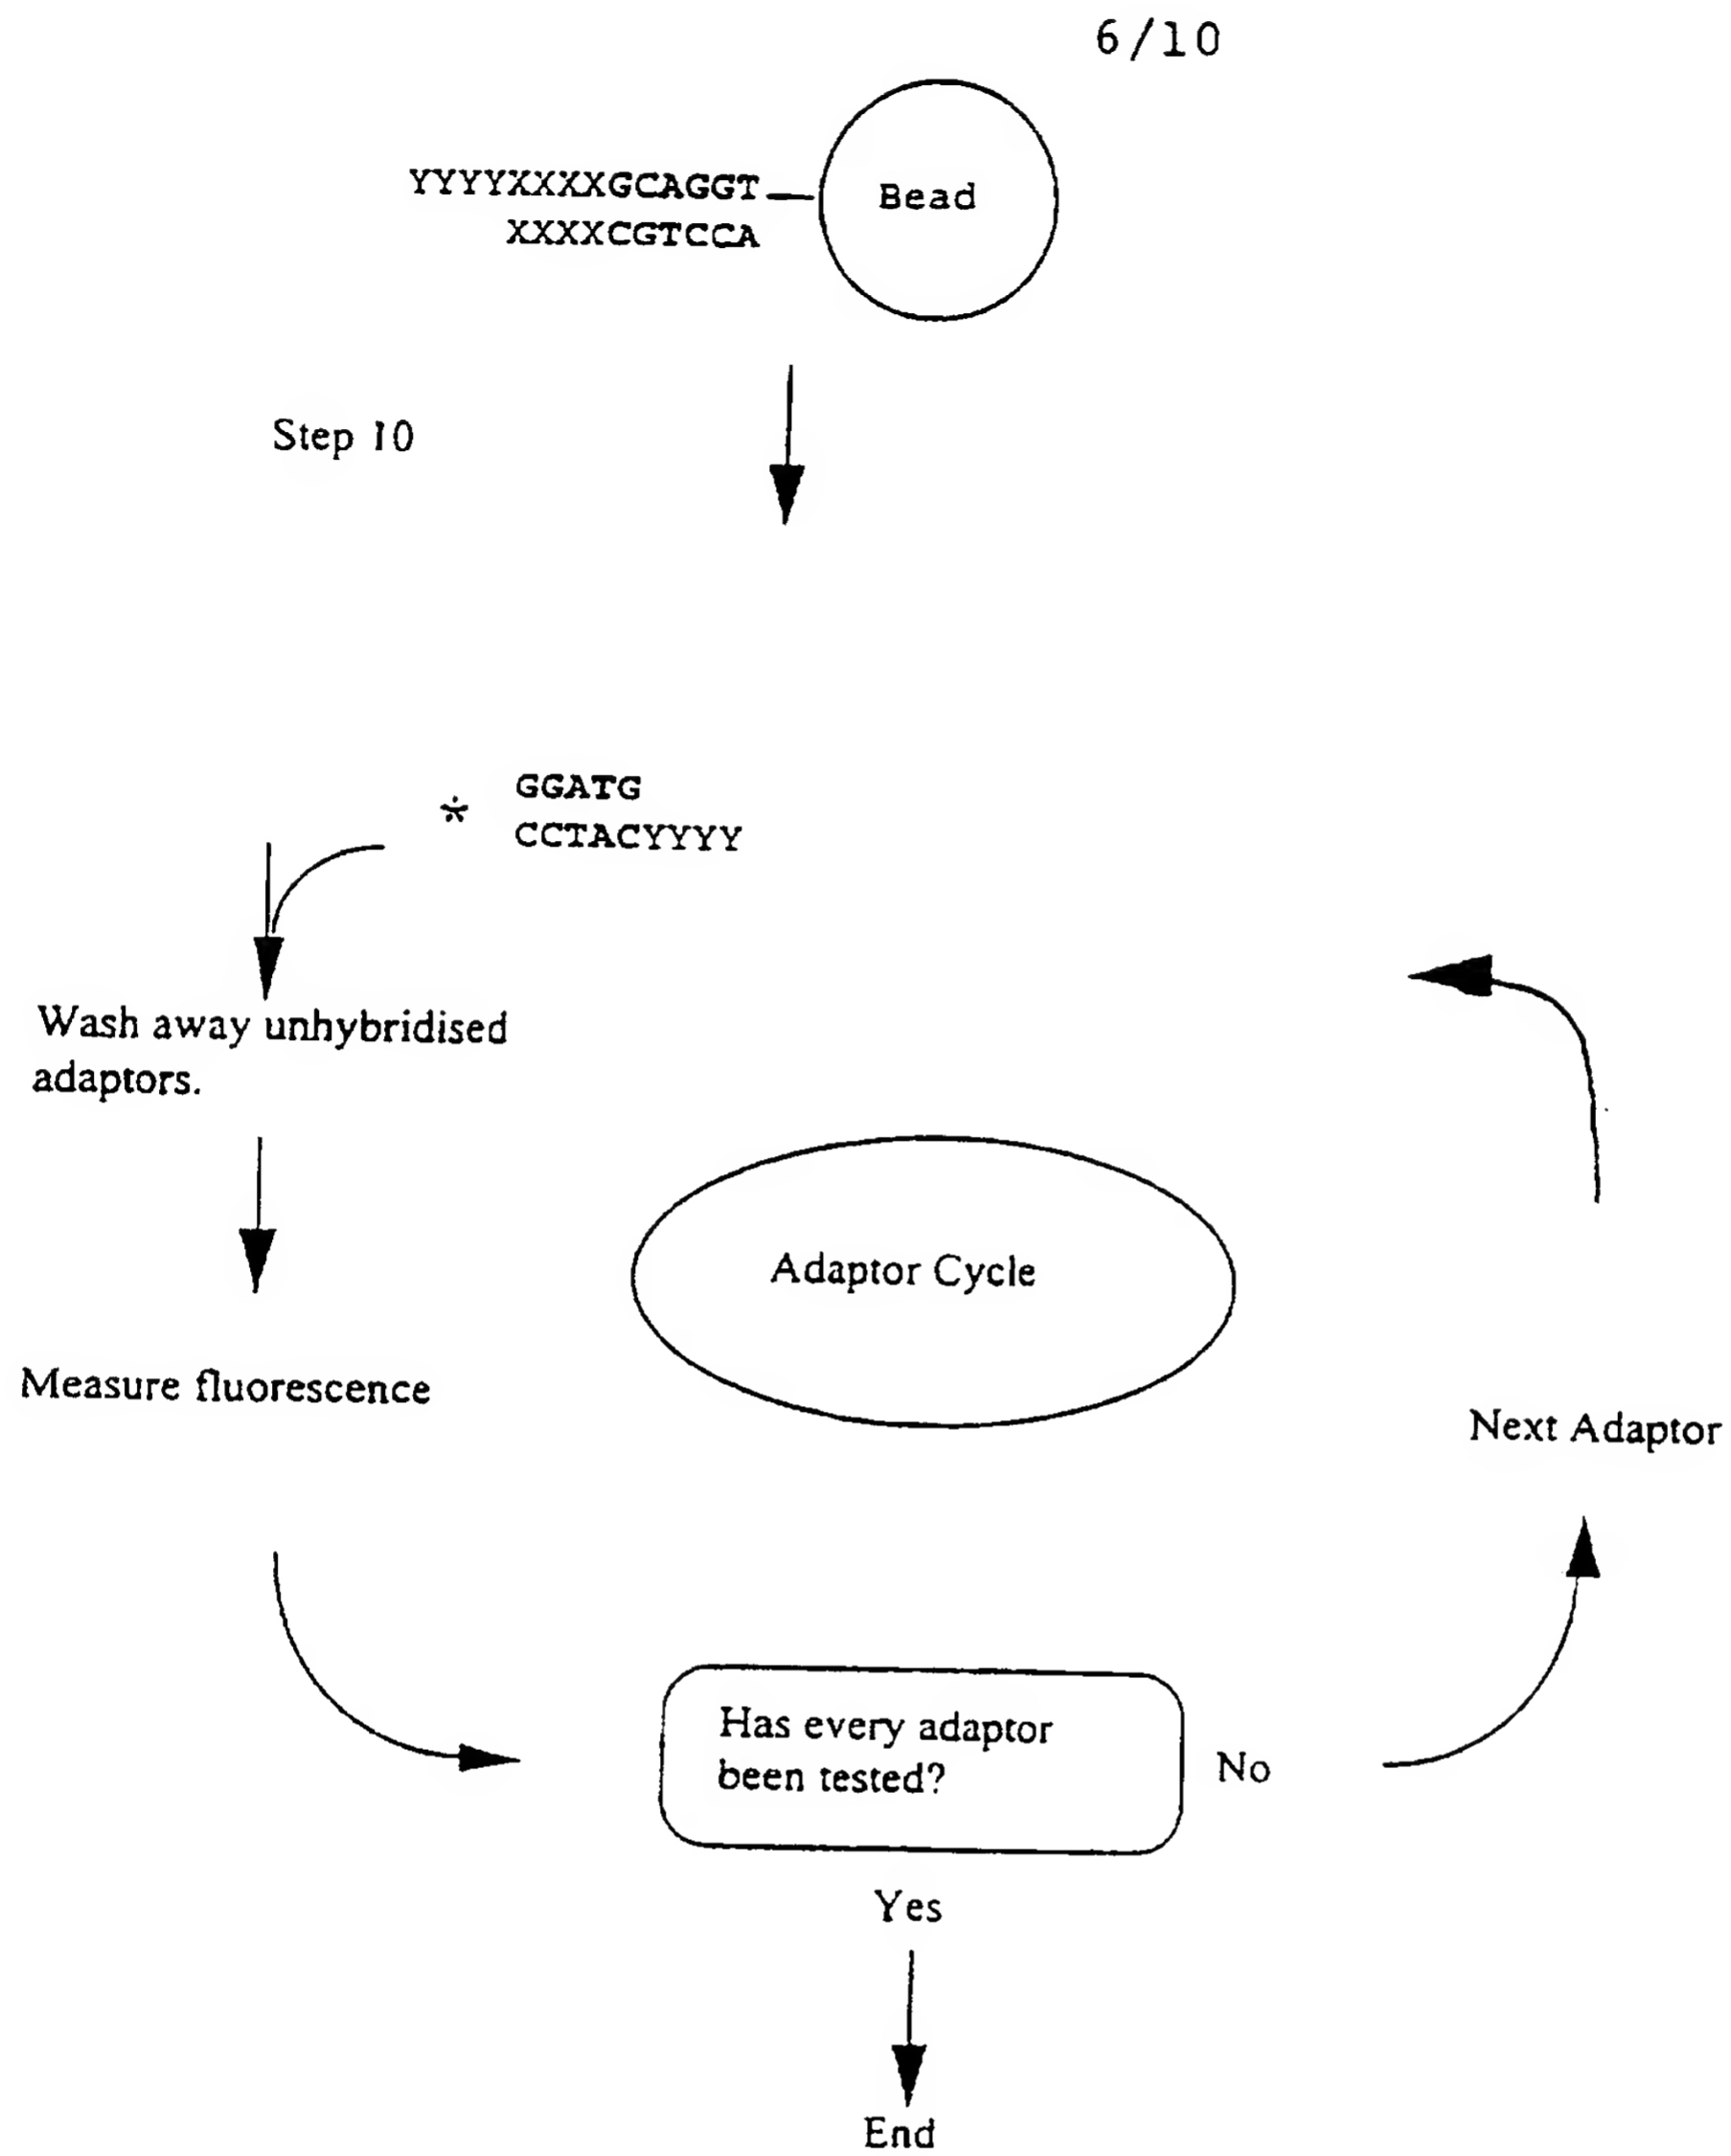 6/10
YYYYXXXXGCAGGT
Bead
XXXXCGTCCA
Step 10
* GGATG
CCTACYYYY
Wash away unhybridised
adaptors.
Adaptor Cycle
Measure fluorescence
Next Adaptor
Has every adaptor
been tested?
No
Yes
End